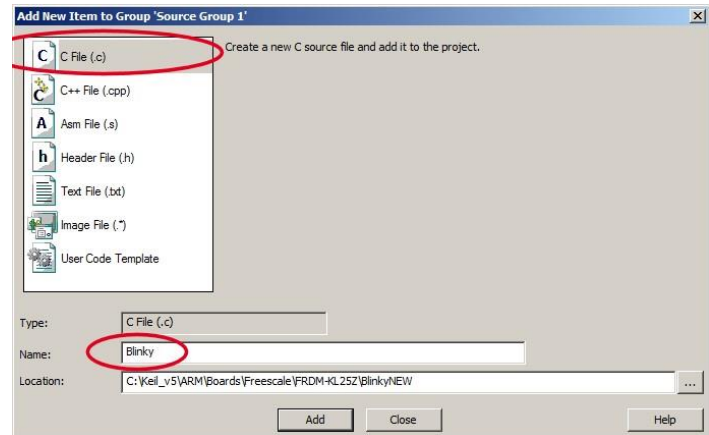 Add New Item to Group 'Source Group 1'
C File (.c)
Create a new C source file and add it to the project.
C++ File (.cpp)
Asm File (.s)
Header File (.h)
Text File (.txt)
Image File (.*)
User Code Template
Type:
C File (.c)
Name:
Blinky
Location:
C:\Keil_v5\ARM\Boards\Freescale\FRDM-KL25Z\BlinkyNEW
...
Add
Close
Help